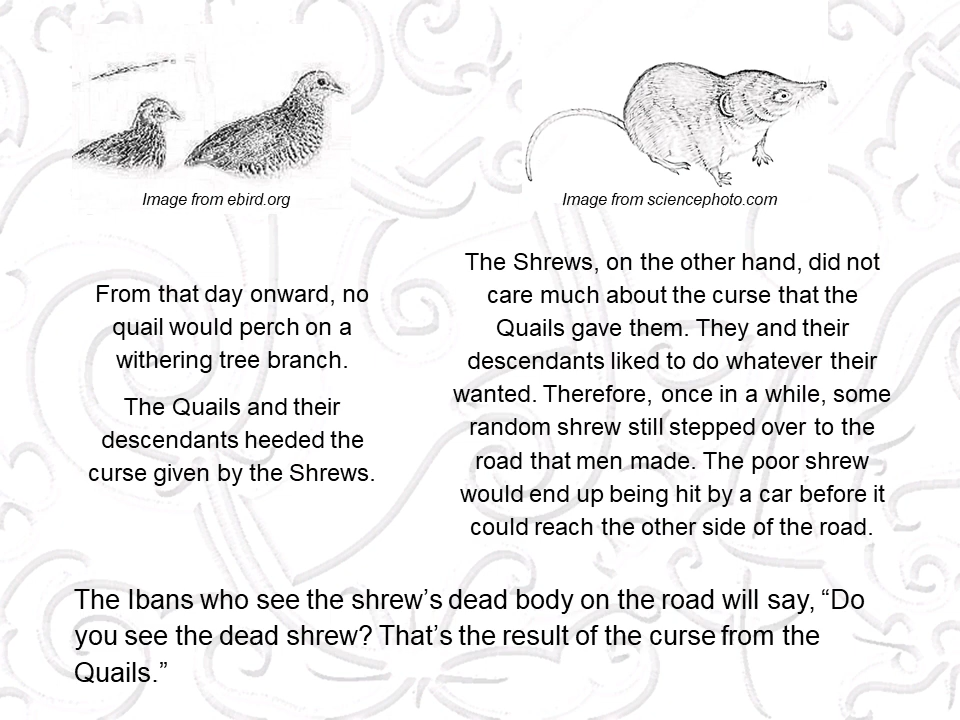 Image from ebird.org
From that day onward, no
quail would perch on a
withering tree branch.
The Quails and their
descendants heeded the
curse given by the Shrews.
Image from sciencephoto.com
The Shrews, on the other hand, did not
care much about the curse that the
Quails gave them. They and their
descendants liked to do whatever their
wanted. Therefore, once in a while, some
random shrew still stepped over to the
road that men made. The poor shrew
would end up being hit by a car before it
could reach the other side of the road.
The Ibans who see the shrew’s dead body on the road will say, “Do
you see the dead shrew? That’s the result of the curse from the
Quails.”